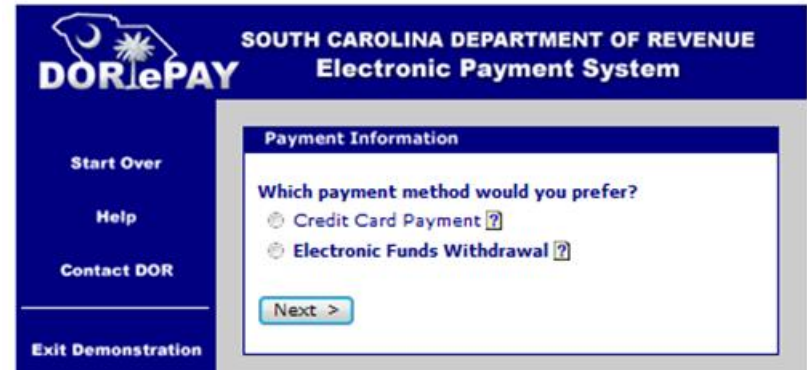 SOUTH CAROLINA DEPARTMENT OF REVENUE
DOR ePAY
Electronic Payment System
Start Over
Help
Contact DOR
Exit Demonstration
Payment Information
Which payment method would you prefer?
Credit Card Payment ?
Electronic Funds Withdrawal ?
Next >